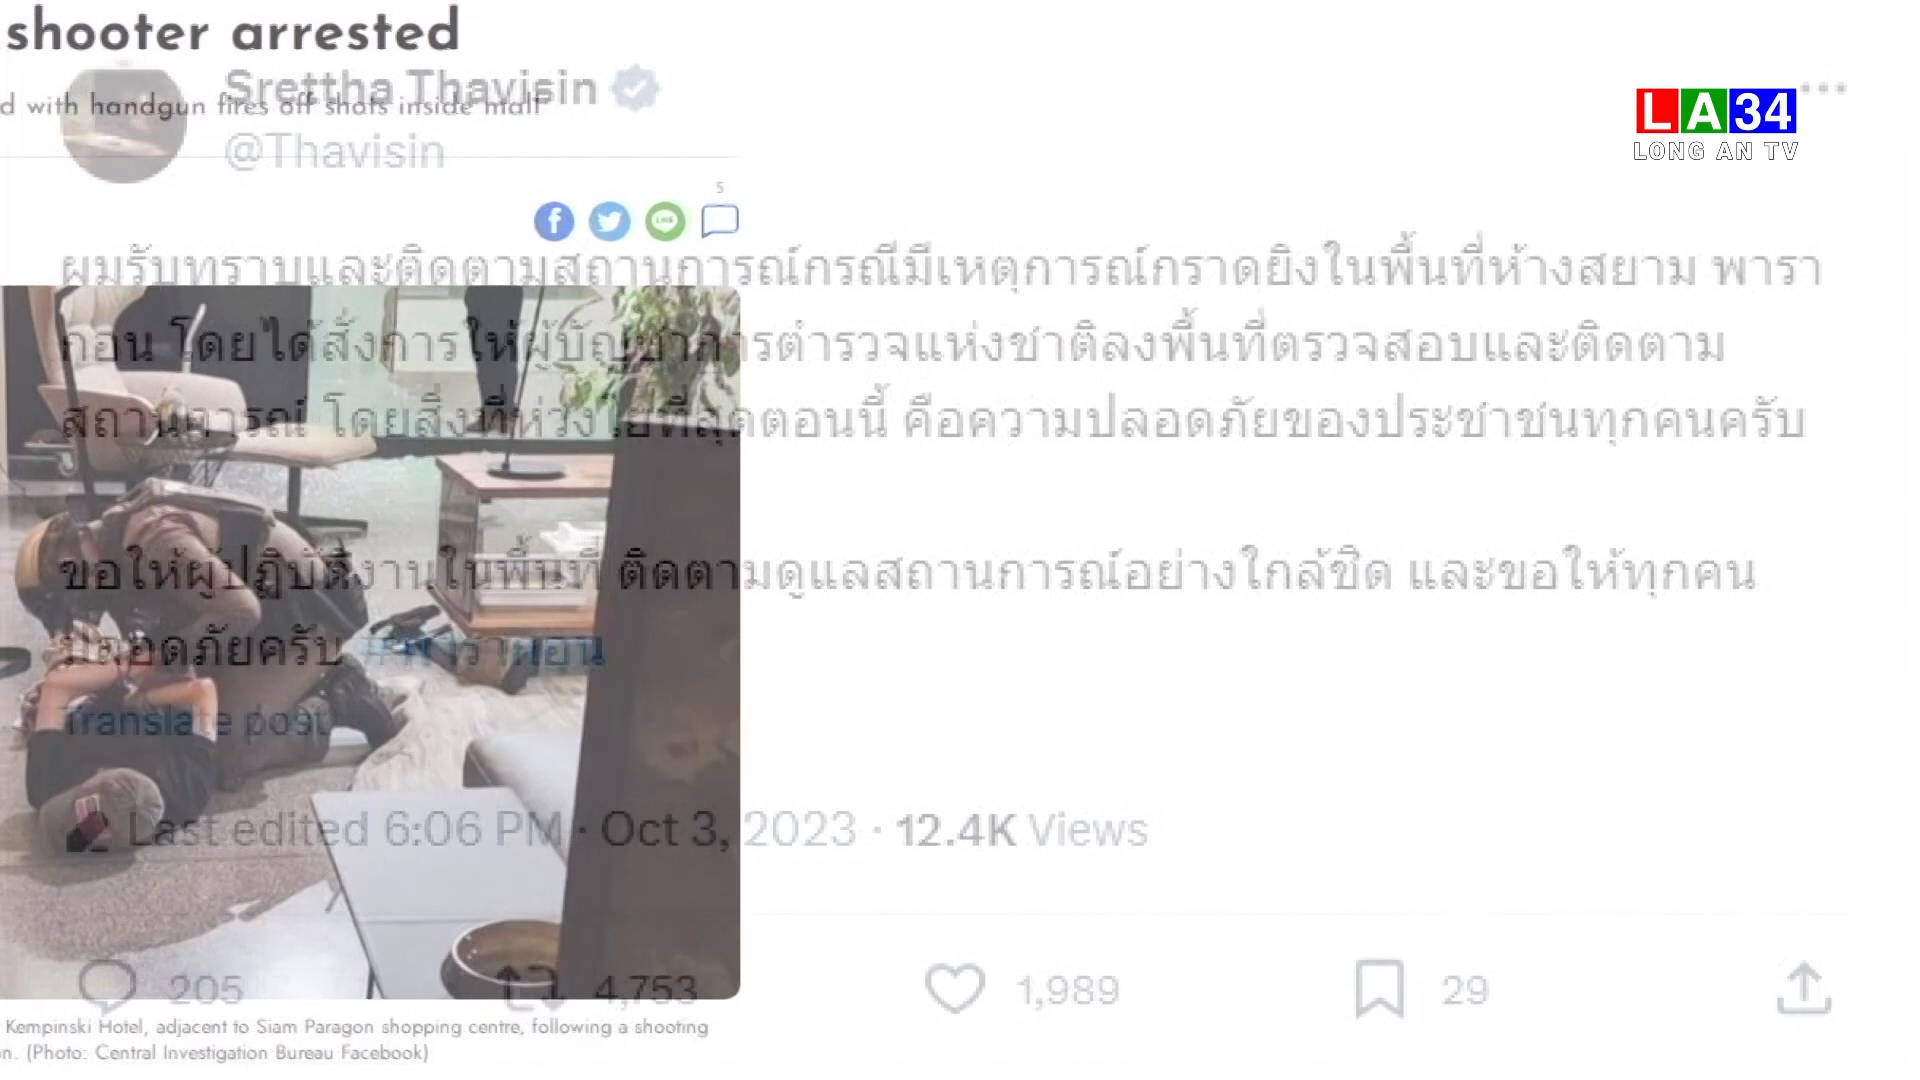 shooter arrested
Srettha Thavisin
d with handgun fires off shots inside mall
@Thavisin
LA34
LONG AN TV
5
ผมรับทราบและติดตามสถานการณ์กรณีมีเหตุการณ์กราดยิงในพื้นที่ห้างสยาม พารา
กอน โดยได้สั่งการให้ผู้บัญชาการตำรวจแห่งชาติลงพื้นที่ตรวจสอบและติดตาม
สถานการณ์ โดยสิ่งที่ห่วงใยที่สุดตอนนี้ คือความปลอดภัยของประชาชนทุกคนครับ
ขอให้ผู้ปฏิบัติงานในพื้นที่ ติดตามดูแลสถานการณ์อย่างใกล้ชิด และขอให้ทุกคน
ปลอดภัยครับ #พารากอน
Translate post
Last edited 6:06 PM · Oct 3, 2023 · 12.4K Views
205 4,753 1,989 29
Kempinski Hotel, adjacent to Siam Paragon shopping centre, following a shooting
n. (Photo: Central Investigation Bureau Facebook)